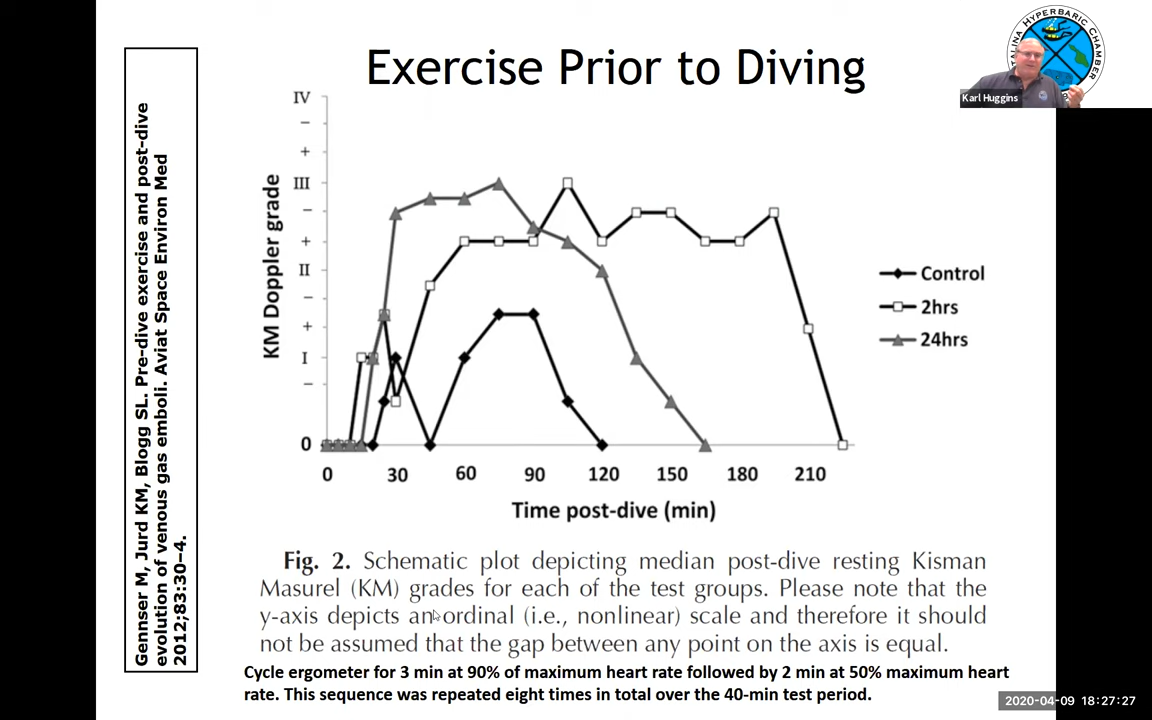 Exercise Prior to Diving
CATALINA HYPERBARIC CHAMBER
Karl Huggins
Gennser M, Jurd KM, Blogg SL. Pre-dive exercise and post-dive
evolution of venous gas emboli. Aviat Space Environ Med
2012;83:30–4.
KM Doppler grade
IV
–
+
III
–
+
II
–
+
I
–
0
0 30 60 90 120 150 180 210
Time post-dive (min)
Control
2hrs
24hrs
Fig. 2. Schematic plot depicting median post-dive resting Kisman
Masurel (KM) grades for each of the test groups. Please note that the
y-axis depicts an ordinal (i.e., nonlinear) scale and therefore it should
not be assumed that the gap between any point on the axis is equal.
Cycle ergometer for 3 min at 90% of maximum heart rate followed by 2 min at 50% maximum heart
rate. This sequence was repeated eight times in total over the 40-min test period.
2020-04-09 18:27:27